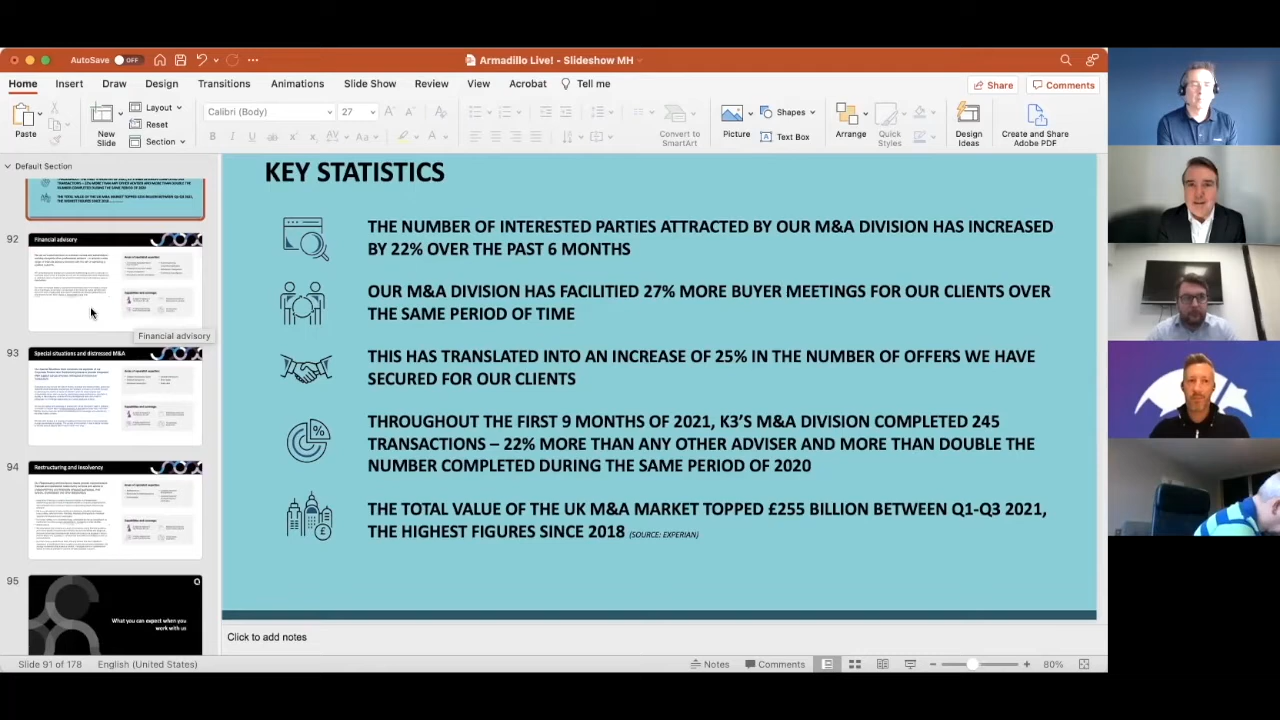 AutoSave OFF
Armadillo Live! - Slideshow MH
Home Insert Draw Design Transitions Animations Slide Show Review View Acrobat Tell me
Share Comments
Paste
New Slide
Layout
Reset
Section
Calibri (Body) 27
Convert to SmartArt
Picture
Shapes
Text Box
Arrange
Quick Styles
Design Ideas
Create and Share Adobe PDF
Default Section
92
Financial advisory
Financial advisory
93
Special situations and distressed M&A
94
Restructuring and Insolvency
95
What you can expect when you
work with us
KEY STATISTICS
THE NUMBER OF INTERESTED PARTIES ATTRACTED BY OUR M&A DIVISION HAS INCREASED
BY 22% OVER THE PAST 6 MONTHS
OUR M&A DIVISION HAS FACILITIED 27% MORE BUYER MEETINGS FOR OUR CLIENTS OVER
THE SAME PERIOD OF TIME
THIS HAS TRANSLATED INTO AN INCREASE OF 25% IN THE NUMBER OF OFFERS WE HAVE
SECURED FOR OUR CLIENTS
THROUGHOUT THE FIRST 9 MONTHS OF 2021, K3'S M&A DIVISION COMPLETED 245
TRANSACTIONS – 22% MORE THAN ANY OTHER ADVISER AND MORE THAN DOUBLE THE
NUMBER COMPLETED DURING THE SAME PERIOD OF 2020
THE TOTAL VALUE OF THE UK M&A MARKET TOPPED £255 BILLION BETWEEN Q1-Q3 2021,
THE HIGHEST FIGURES SINCE 2018 (SOURCE: EXPERIAN)
Click to add notes
Slide 91 of 178 English (United States) Notes Comments 80%